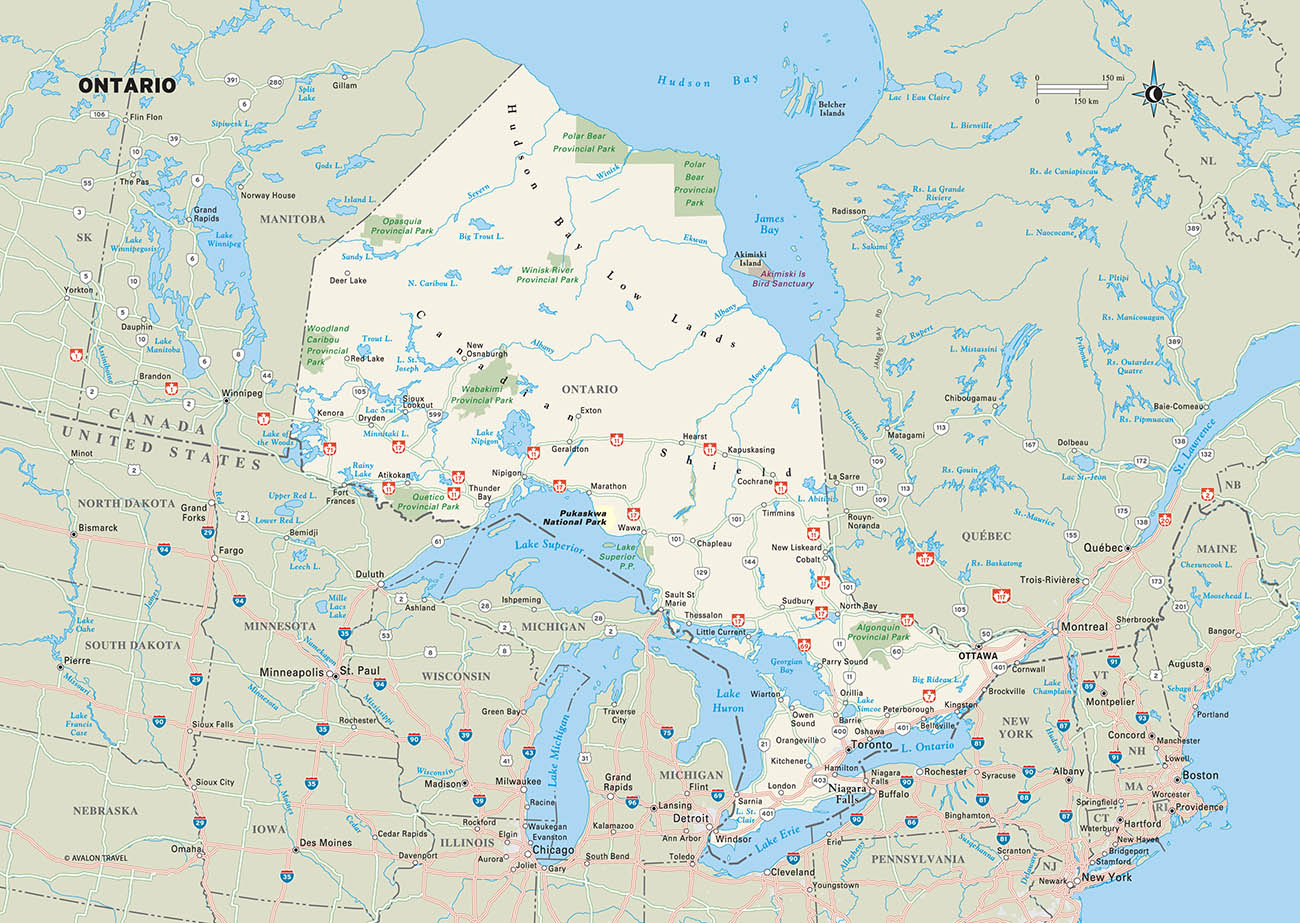 ONTARIO
Hudson Bay
0 150 mi
0 150 km
Belcher
Islands
Lac l Eau Claire
L. Bienville
Rs. de Caniapiscau
NL
Rs. La Grande
Riviere
L. Naococane
Radisson
L. Sakami
389
391
280
Gillam
Split
Lake
6
106
Flin Flon
Sipiwesk L.
39
10
Gods L.
55
The Pas
6
Norway House
3
Grand
Rapids
MANITOBA
Island L.
SK
Lake
Winnipegosis
Lake
Winnipeg
6
5
10
Yorkton
5
Dauphin
10
Lake
Manitoba
6
8
1
Assiniboine
Brandon
1
2
2
Winnipeg
44
1
CANADA
UNITED STATES
Hudson Bay Low Lands
Canadian Shield
Polar Bear
Provincial Park
Polar
Bear
Provincial
Park
Severn
Winisk
Opasquia
Provincial Park
Big Trout L.
Sandy L.
Deer Lake
Winisk River
Provincial Park
N. Caribou L.
Ekwan
James
Bay
Akimiski
Island
Akimiski Is
Bird Sanctuary
Albany
Woodland
Caribou
Provincial
Park
Trout L.
Red Lake
L. St.
Joseph
New
Osnaburgh
Albany
Moose
Wabakimi
Provincial Park
ONTARIO
105
Lac Seul
Sioux
Lookout
599
Kenora
Dryden
Minnitaki L.
Lake of
the Woods
71
17
Exton
Lake
Nipigon
11
Geraldton
11
Hearst
11
Kapuskasing
Cochrane
11
Rainy
Lake
Atikokan
11
17
11
Fort
Frances
Quetico
Provincial Park
Nipigon
Thunder
Bay
17
Marathon
Pukaskwa
National Park
17
Wawa
101
Chapleau
101
Timmins
L. Abitibi
11
129
144
New Liskeard
Cobalt
11
101
Lake Superior
Lake
Superior
P.P.
Sault St
Marie
Thessalon
17
Sudbury
17
North Bay
17
Little Current
69
Algonquin
Provincial Park
11
60
Georgian
Bay
Parry Sound
11
OTTAWA
50
Cornwall
401
Brockville
Big Rideau L.
7
Kingston
Belleville
401
Peterborough
Orillia
Lake
Simcoe
Barrie
Oshawa
400
Toronto
Wiarton
Owen
Sound
Orangeville
21
Kitchener
Hamilton
403
London
Niagara
Falls
Niagara
Falls
Sarnia
401
L. St.
Clair
Windsor
Lake
Huron
L. Ontario
Lake Erie
JAMES BAY RD
Rupert
L. Mistassini
L. Pltipi
Rs. Manicouagan
389
Pribonka
Rs. Outardes
Quatre
Chibougamau
Baie-Comeau
Rs. Pipmuacan
Harricana
Bell
Matagami
113
167
Dolbeau
172
Lac St.-Jean
138
132
St. Lawrence
109
La Sarre
111
113
109
Rs. Gouin
Rouyn-
Noranda
St.-Maurice
QUÉBEC
175
138
20
2
NB
155
Québec
117
Rs. Baskatong
117
Trois-Rivières
105
Montreal
Sherbrooke
173
201
MAINE
Chesuncook L.
Moosehead L.
Bangor
Augusta
2
Sebago L.
Portland
Minot
2
NORTH DAKOTA
Bismarck
94
Grand
Forks
Red
2
29
Fargo
Upper Red L.
Lower Red L.
Bemidji
Leech L.
61
Duluth
Mille
Lacs
Lake
94
James
Lake
Oahe
SOUTH DAKOTA
Pierre
Missouri
29
Lake
Francis
Case
90
Sioux Falls
MINNESOTA
35
Namekagon
Minneapolis
St. Paul
94
Minnesota
Mississippi
Rochester
35
90
2
Ashland
28
Ishpeming
53
2
8
8
MICHIGAN
28
2
WISCONSIN
Green Bay
39
43
41
Wisconsin
Madison
Milwaukee
39
Racine
Lake Michigan
Traverse
City
75
31
MICHIGAN
Grand
Rapids
Flint
69
96
Lansing
Detroit
Kalamazoo
Ann Arbor
Sioux City
NEBRASKA
29
Omaha
© AVALON TRAVEL
IOWA
Des Moines
35
Des Moines
35
Cedar
Cedar Rapids
Davenport
Rockford
Elgin
ILLINOIS
Aurora
Joliet
Waukegan
Evanston
Chicago
Gary
South Bend
Toledo
90
Cleveland
Youngstown
Erie
90
Allegheny
Buffalo
90
Rochester
Syracuse
90
86
81
88
Binghamton
Susquehanna
81
Scranton
PENNSYLVANIA
Delaware
NJ
Newark
New York
81
NEW
YORK
Lake
Champlain
91
89
VT
Montpelier
87
Hudson
93
Concord
Manchester
91
NH
Lowell
Albany
Boston
MA
Worcester
Springfield
RI
Providence
87
CT
Hartford
Waterbury
New Haven
Bridgeport
Stamford